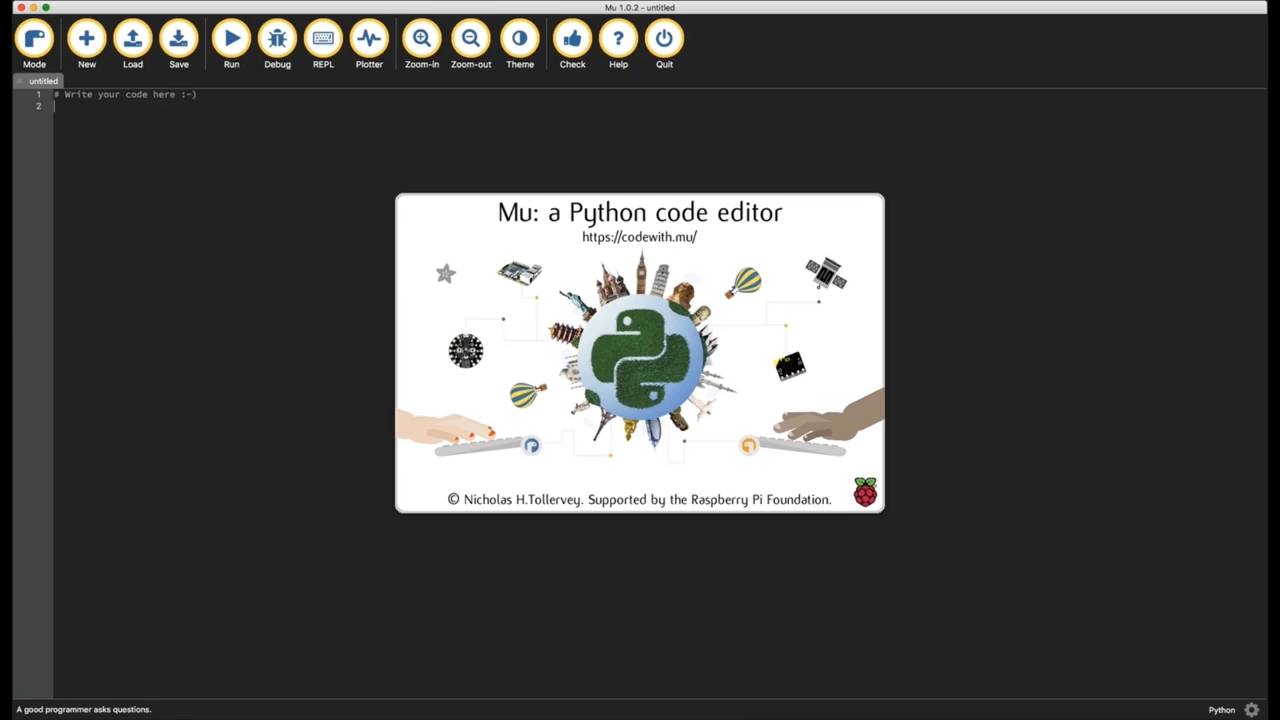 Mu 1.0.2 - untitled
Mode New Load Save Run Debug REPL Plotter Zoom-in Zoom-out Theme Check Help Quit
untitled
1 # Write your code here :-)
2
Mu: a Python code editor
https://codewith.mu/
© Nicholas H.Tollervey. Supported by the Raspberry Pi Foundation.
A good programmer asks questions. Python